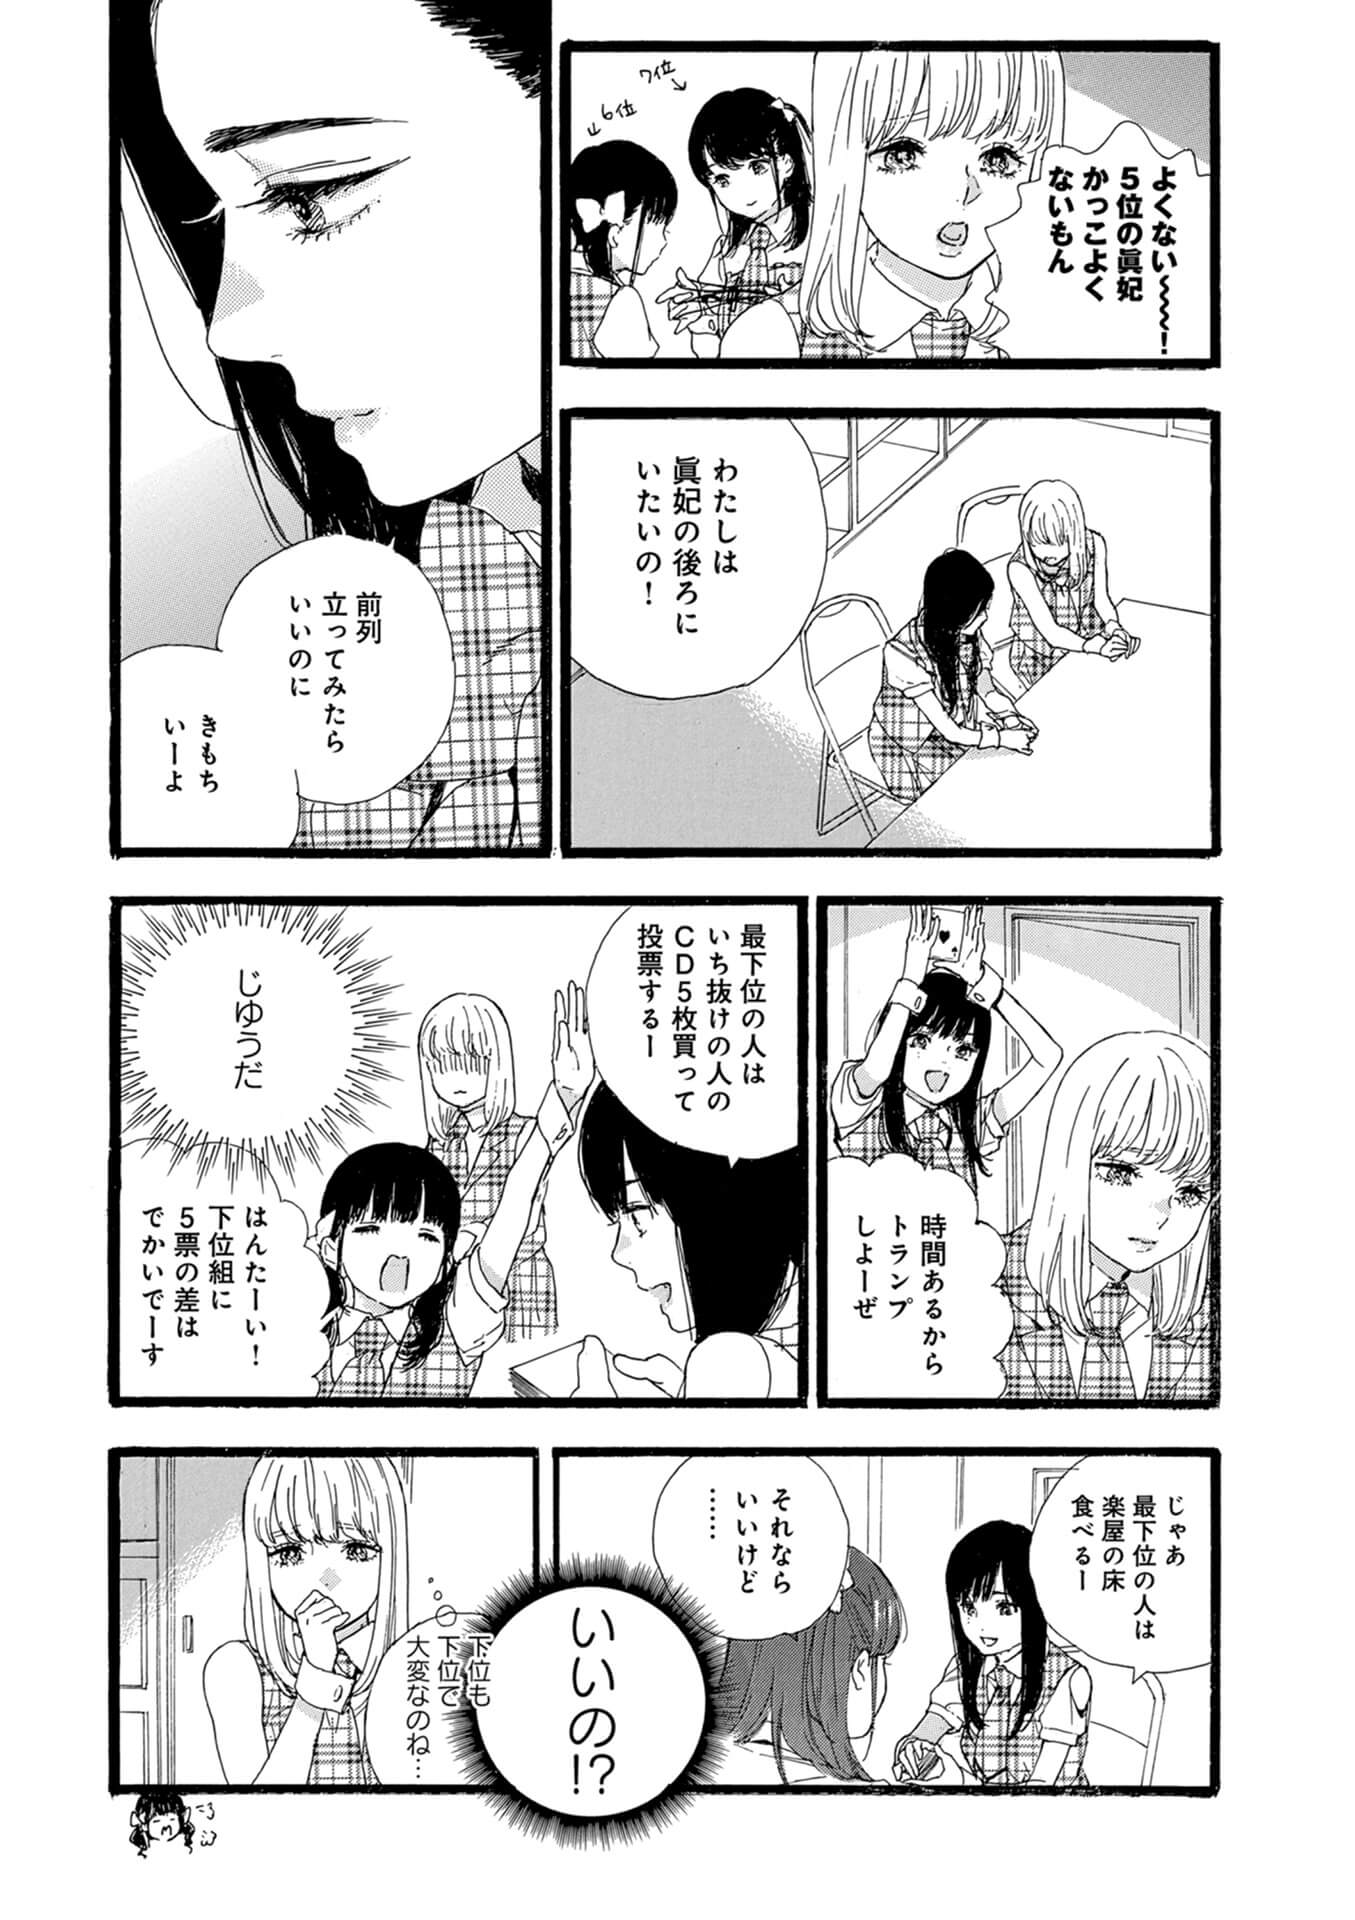 よくない〜〜〜!
5位の眞妃
かっこよく
ないもん
7位
6位
わたしは
眞妃の後ろに
いたいの!
前列
立ってみたら
いいのに
きもち
いーよ
時間あるから
トランプ
しよーぜ
最下位の人は
いち抜けの人の
CD5枚買って
投票するー
じゆうだ
はんたーい!
下位組に
5票の差は
でかいでーす
じゃあ
最下位の人は
楽屋の床
食べるー
それなら
いいけど
……
いいの!?
下位も
下位で
大変なのね…